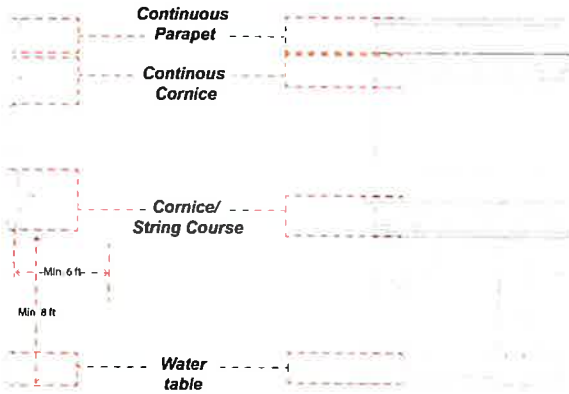 Continuous
Parapet
Continous
Cornice
Cornice/
String Course
Min. 6 ft
Min. 8 ft
Water
table